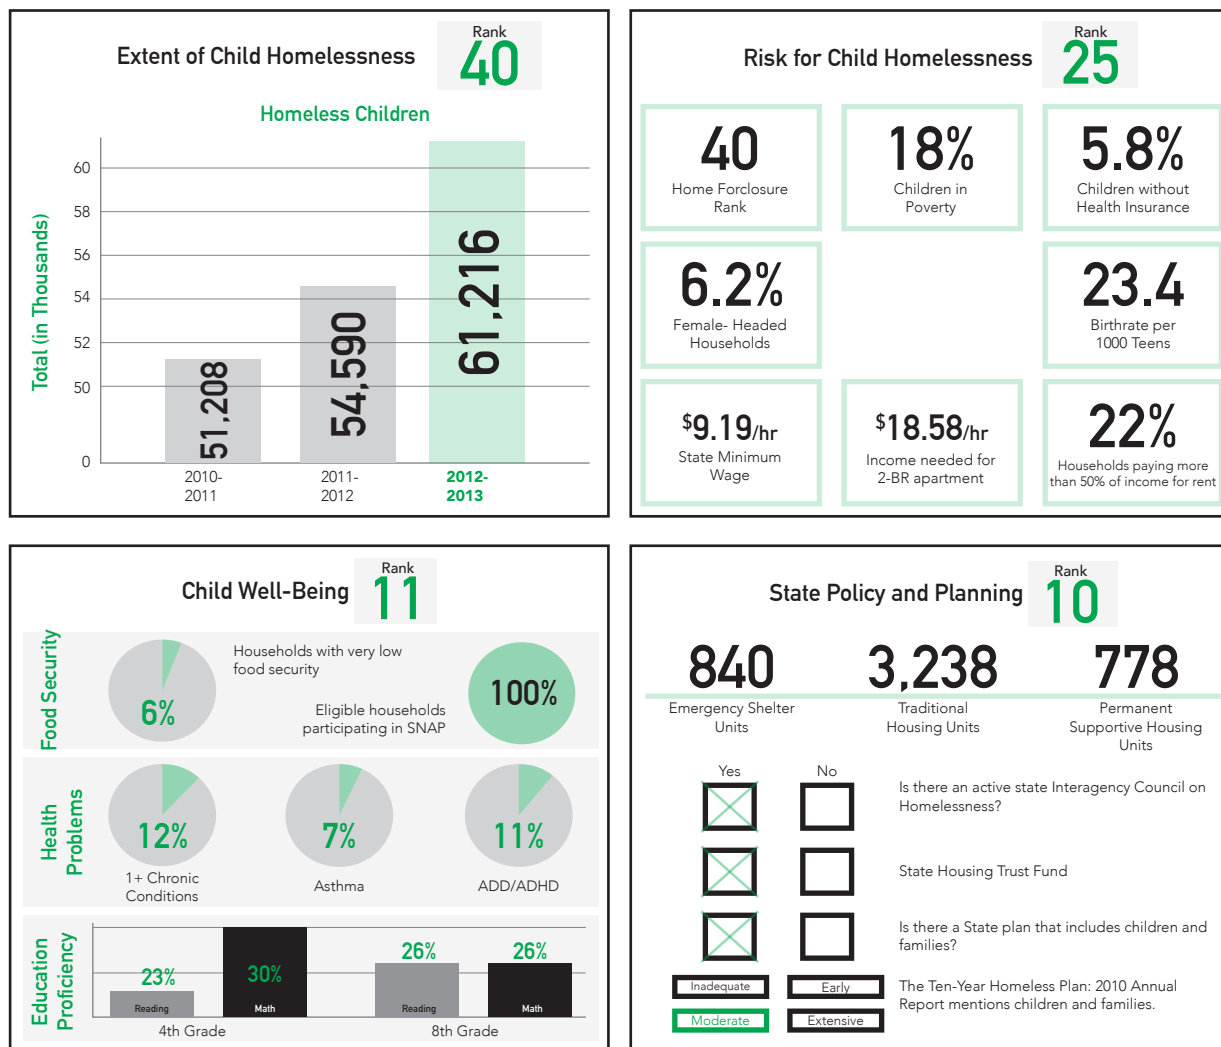 Extent of Child Homelessness
Rank
40
Homeless Children
Total (in Thousands)
60
58
56
54
52
50
0
51,208
54,590
61,216
2010-
2011
2011-
2012
2012-
2013
Risk for Child Homelessness
Rank
25
40
Home Forclosure
Rank
18%
Children in
Poverty
5.8%
Children without
Health Insurance
6.2%
Female- Headed
Households
23.4
Birthrate per
1000 Teens
$9.19/hr
State Minimum
Wage
$18.58/hr
Income needed for
2-BR apartment
22%
Households paying more
than 50% of income for rent
Child Well-Being
Rank
11
Food Security
6%
Households with very low
food security
Eligible households
participating in SNAP
100%
Health
Problems
12%
1+ Chronic
Conditions
7%
Asthma
11%
ADD/ADHD
Education
Proficiency
23%
Reading
30%
Math
4th Grade
26%
Reading
26%
Math
8th Grade
State Policy and Planning
Rank
10
840
Emergency Shelter
Units
3,238
Traditional
Housing Units
778
Permanent
Supportive Housing
Units
Yes
No
Is there an active state Interagency Council on
Homelessness?
State Housing Trust Fund
Is there a State plan that includes children and
families?
Inadequate
Early
Moderate
Extensive
The Ten-Year Homeless Plan: 2010 Annual
Report mentions children and families.